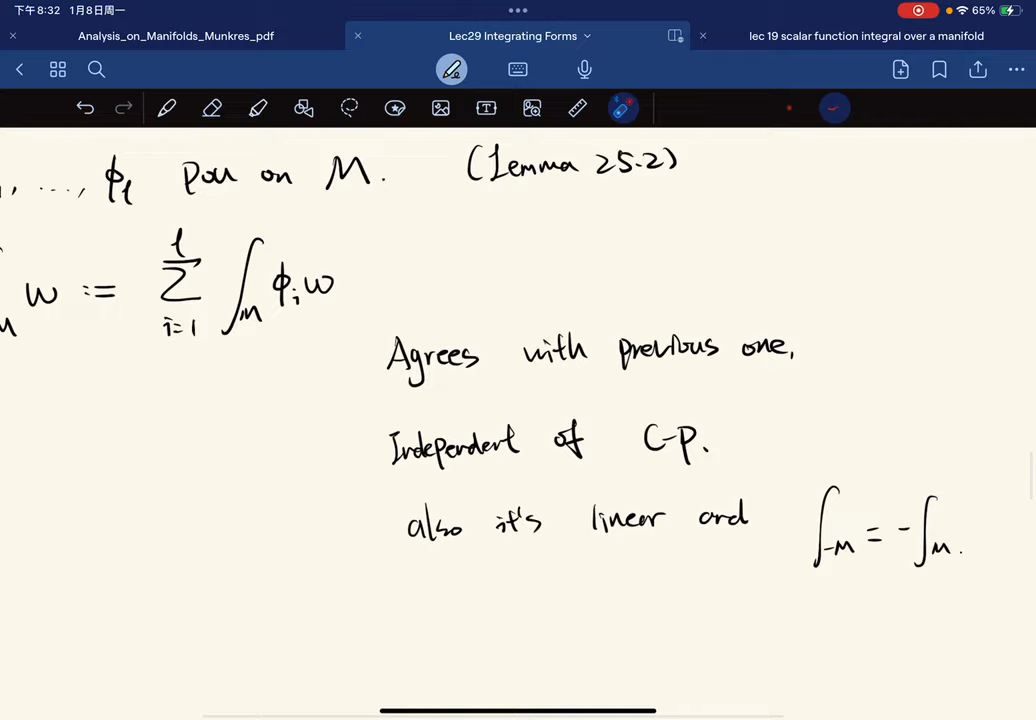 下午8:32 1月8日周一
65%
Analysis_on_Manifolds_Munkres_pdf
Lec29 Integrating Forms
lec 19 scalar function integral over a manifold
, ..., ϕ_l pou on M. (Lemma 25.2)
∫_M ω := Σ_{i=1}^{l} ∫_M ϕ_i ω
Agrees with previous one,
Independent of C-P.
also it's linear and ∫_{-M} = -∫_M.